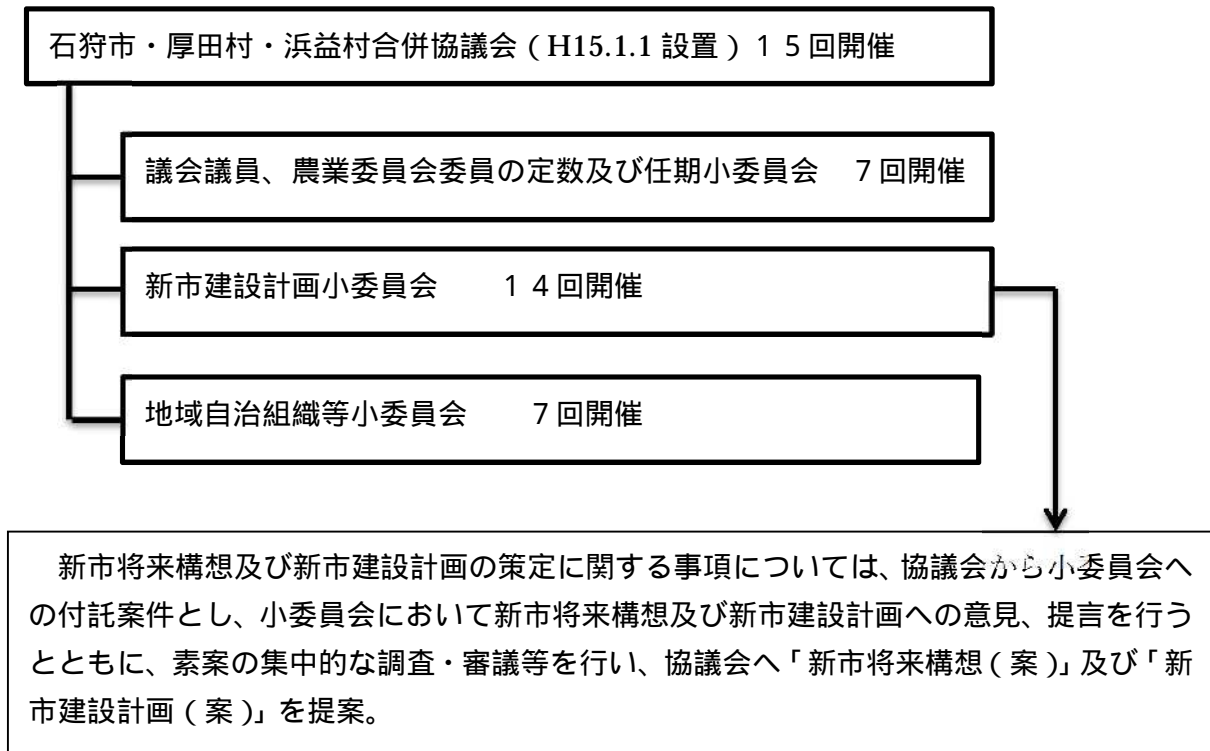 石狩市・厚田村・浜益村合併協議会（H15.1.1 設置）１５回開催
議会議員、農業委員会委員の定数及び任期小委員会　７回開催
新市建設計画小委員会　　１４回開催
地域自治組織等小委員会　　７回開催
新市将来構想及び新市建設計画の策定に関する事項については、協議会から小委員会へ
の付託案件とし、小委員会において新市将来構想及び新市建設計画への意見、提言を行う
とともに、素案の集中的な調査・審議等を行い、協議会へ「新市将来構想（案）」及び「新
市建設計画（案）」を提案。